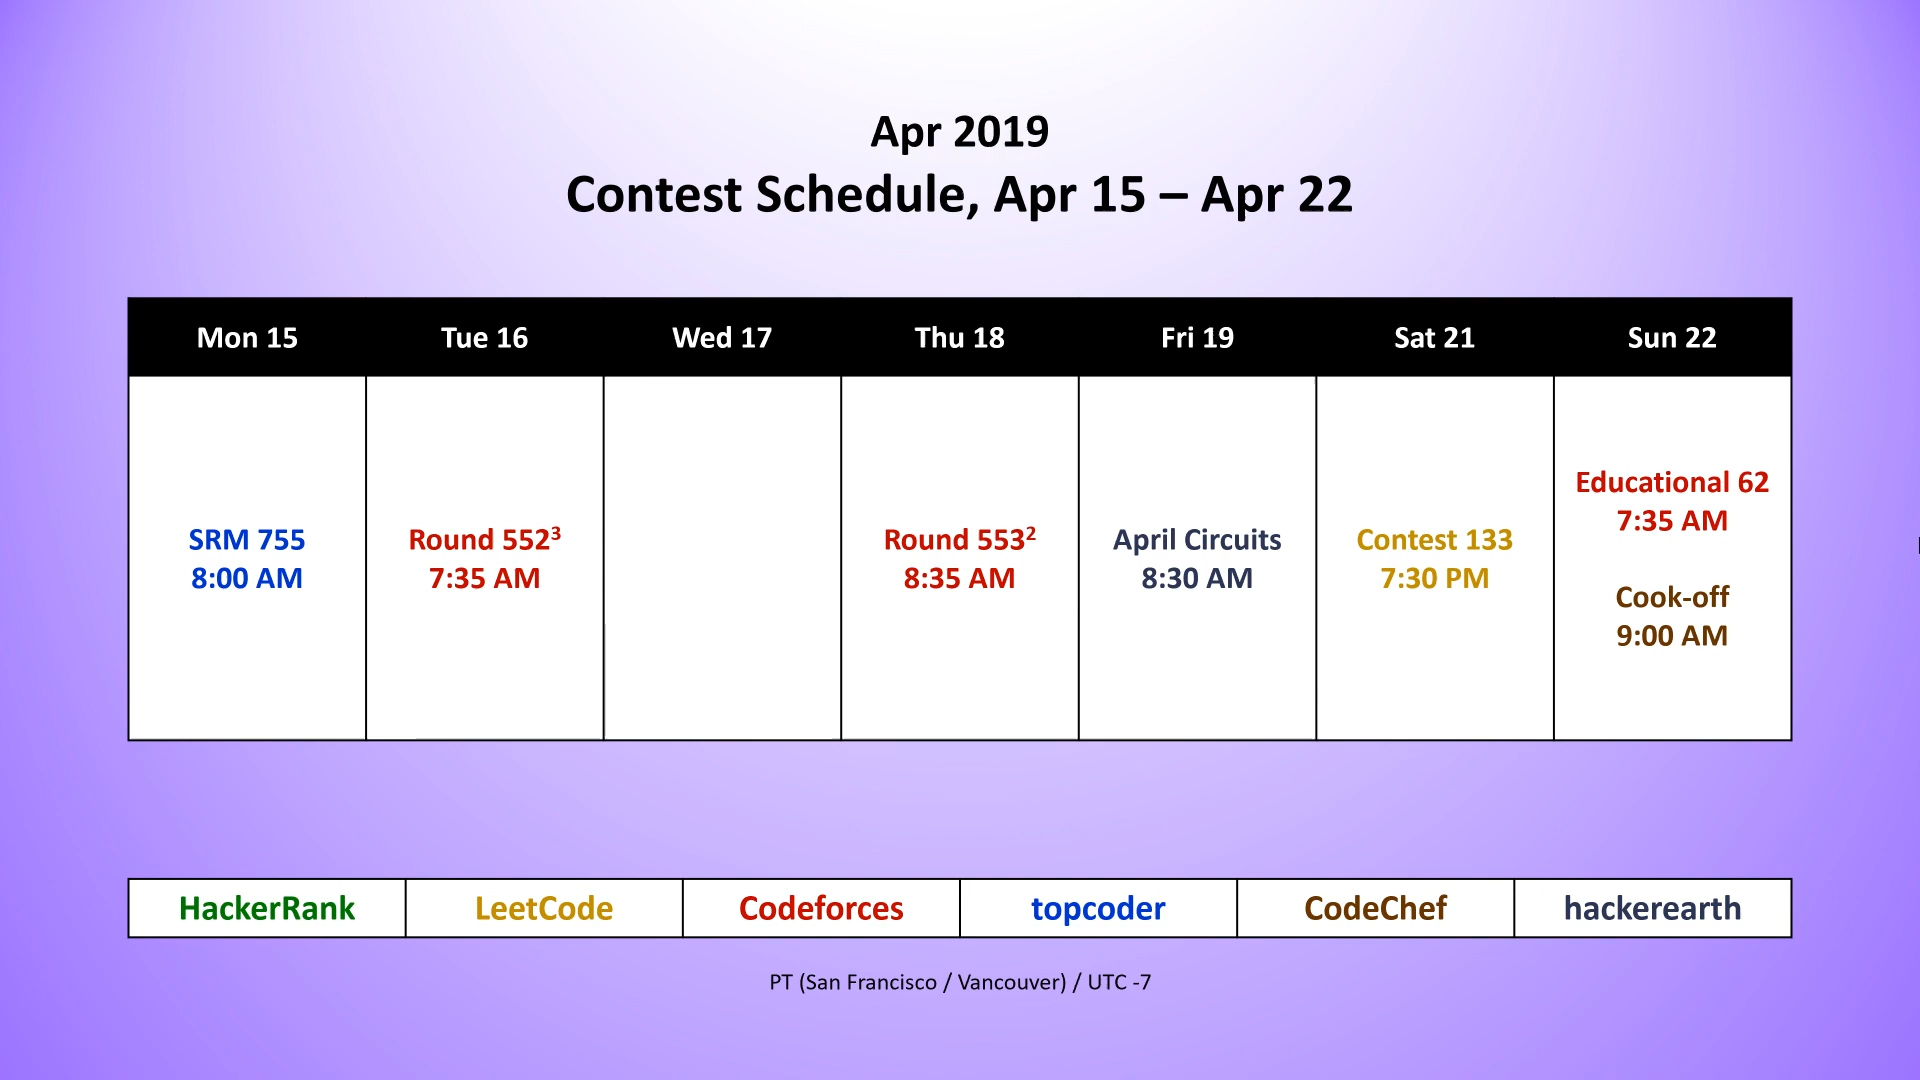 Apr 2019
Contest Schedule, Apr 15 – Apr 22
Mon 15 Tue 16 Wed 17 Thu 18 Fri 19 Sat 21 Sun 22
SRM 755
8:00 AM
Round 552³
7:35 AM
Round 553²
8:35 AM
April Circuits
8:30 AM
Contest 133
7:30 PM
Educational 62
7:35 AM
Cook-off
9:00 AM
HackerRank LeetCode Codeforces topcoder CodeChef hackerearth
PT (San Francisco / Vancouver) / UTC -7